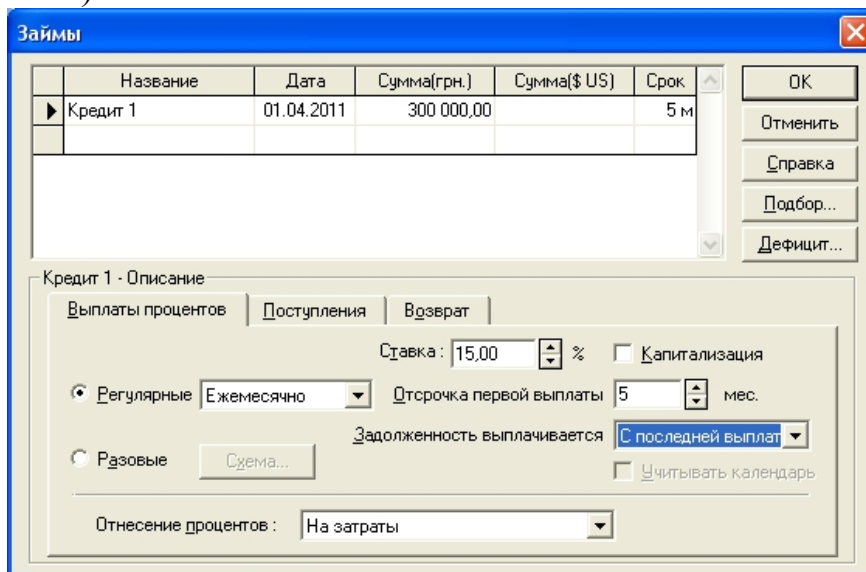 Займы
Название Дата Сумма(грн.) Сумма($ US) Срок
Кредит 1 01.04.2011 300 000,00 5 м
OK
Отменить
Справка
Подбор...
Дефицит...
Кредит 1 - Описание
Выплаты процентов Поступления Возврат
Ставка : 15,00 % Капитализация
Регулярные Ежемесячно Отсрочка первой выплаты 5 мес.
Задолженность выплачивается С последней выплат
Разовые Схема... Учитывать календарь
Отнесение процентов : На затраты